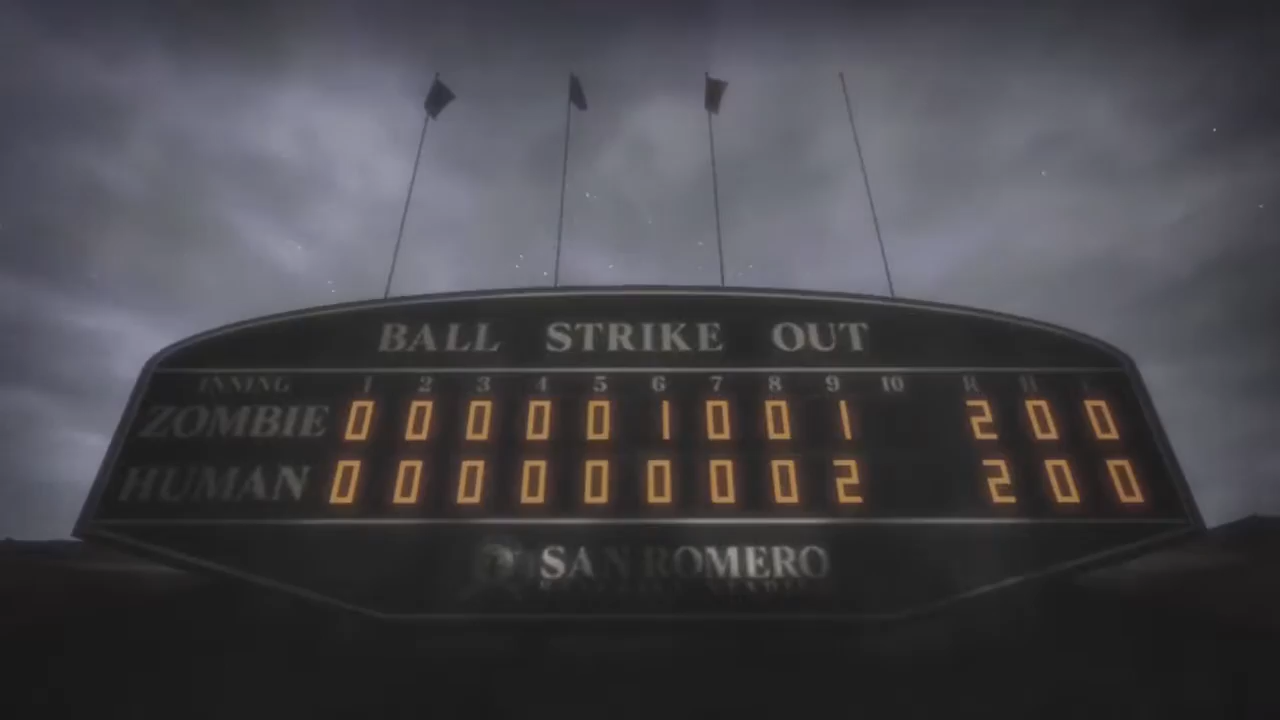 BALL STRIKE OUT
INNING 1 2 3 4 5 6 7 8 9 10 R H E
ZOMBIE 0 0 0 0 0 1 0 0 1 2 0 0
HUMAN 0 0 0 0 0 0 0 0 2 2 0 0
SAN ROMERO